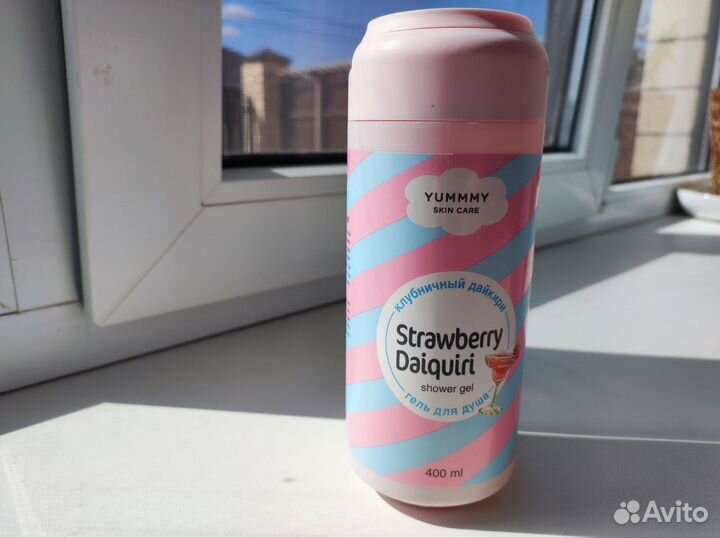 YUMMMY
SKIN CARE
клубничный дайкири
Strawberry
Daiquiri
shower gel
гель для душа
400 ml
Avito